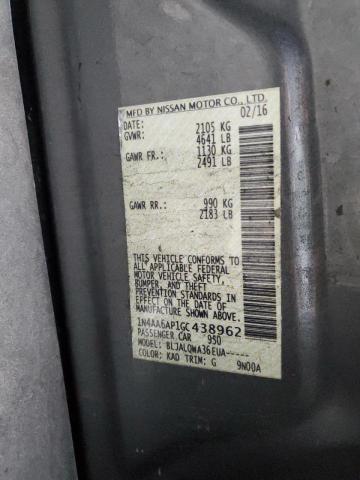 MFD BY NISSAN MOTOR CO., LTD.
DATE: 02/16
GVWR: 2105 KG
4641 LB
GAWR FR.: 1130 KG
2491 LB
GAWR RR.: 990 KG
2183 LB
THIS VEHICLE CONFORMS TO ALL
APPLICABLE FEDERAL
MOTOR VEHICLE SAFETY,
BUMPER, AND THEFT
PREVENTION STANDARDS
IN EFFECT ON THE DATE OF
MANUFACTURE SHOWN ABOVE.
1N4AA6AP1GC438962
PASSENGER CAR 950
MODEL: BLJALQWA36EUA-----
COLOR: KAD TRIM: G 9N00A